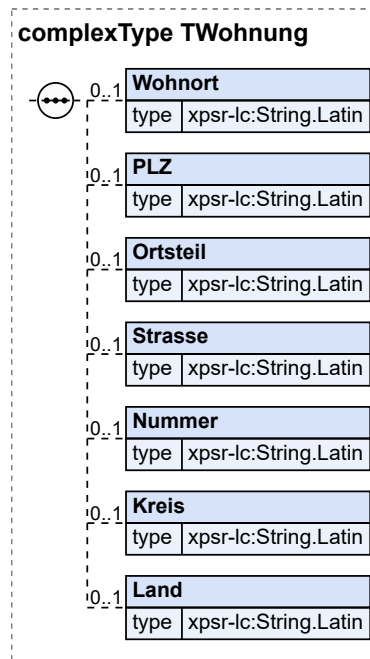 complexType TWohnung
0..1 Wohnort
type xpsr-lc:String.Latin
0..1 PLZ
type xpsr-lc:String.Latin
0..1 Ortsteil
type xpsr-lc:String.Latin
0..1 Strasse
type xpsr-lc:String.Latin
0..1 Nummer
type xpsr-lc:String.Latin
0..1 Kreis
type xpsr-lc:String.Latin
0..1 Land
type xpsr-lc:String.Latin